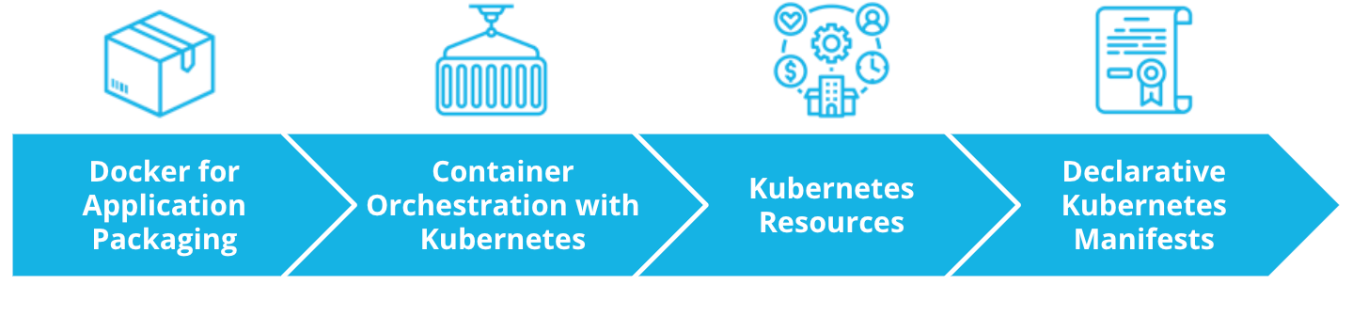 Docker for
Application
Packaging
Container
Orchestration with
Kubernetes
Kubernetes
Resources
Declarative
Kubernetes
Manifests
$